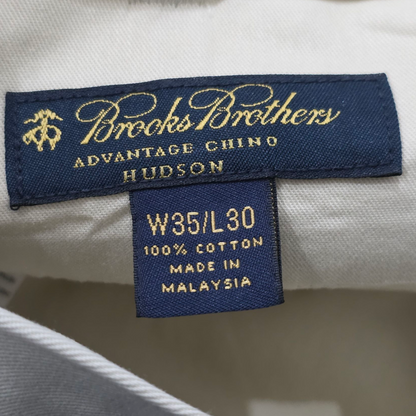 Brooks Brothers
ADVANTAGE CHINO
HUDSON
W35/L30
100% COTTON
MADE IN
MALAYSIA